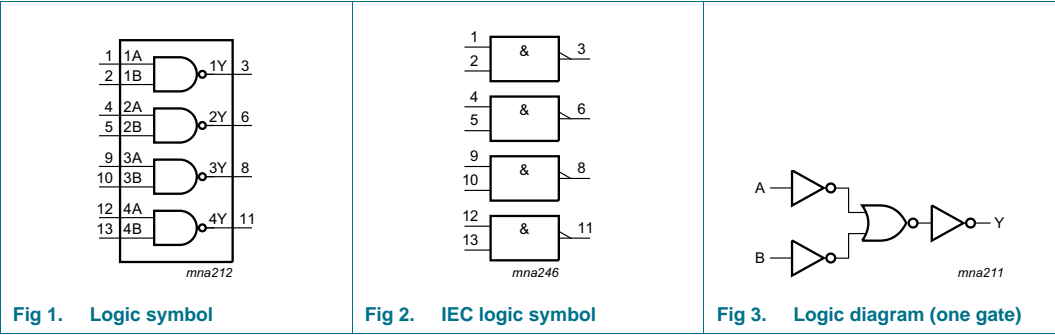 1 1A
2 1B
1Y 3
4 2A
5 2B
2Y 6
9 3A
10 3B
3Y 8
12 4A
13 4B
4Y 11
mna212
Fig 1. Logic symbol
1
2
&
3
4
5
&
6
9
10
&
8
12
13
&
11
mna246
Fig 2. IEC logic symbol
A
B
Y
mna211
Fig 3. Logic diagram (one gate)